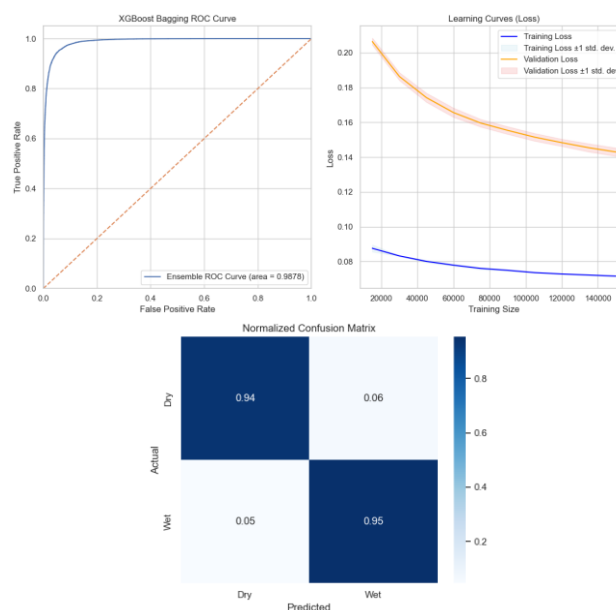 XGBoost Bagging ROC Curve
1.0
0.8
0.6
0.4
0.2
0.0
True Positive Rate
0.0 0.2 0.4 0.6 0.8 1.0
False Positive Rate
Ensemble ROC Curve (area = 0.9878)
Learning Curves (Loss)
Training Loss
Training Loss ±1 std. dev.
Validation Loss
Validation Loss ±1 std. dev
0.20
0.18
0.16
0.14
0.12
0.10
0.08
Loss
20000 40000 60000 80000 100000 120000 140000
Training Size
Normalized Confusion Matrix
Dry
0.94 0.06
Actual
Wet
0.05 0.95
Dry Wet
Predicted
0.8
0.6
0.4
0.2